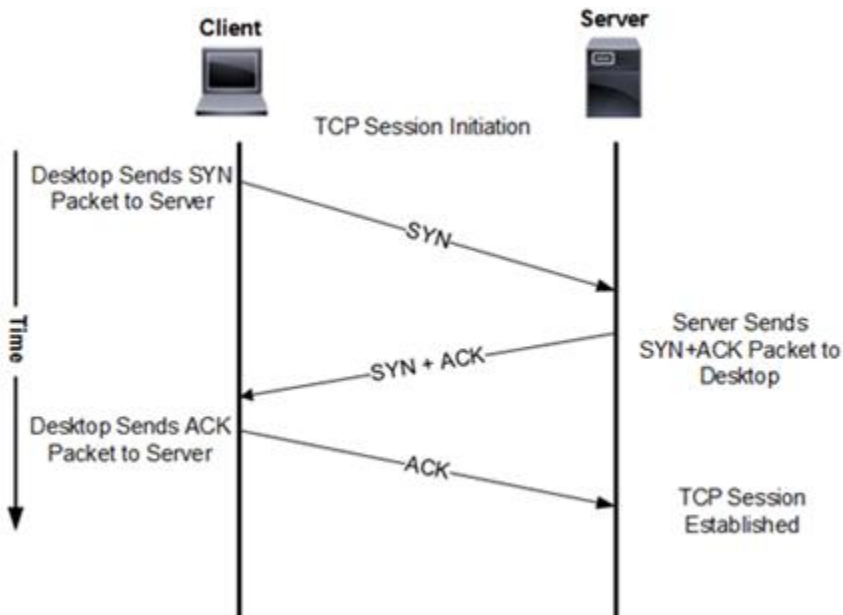 Client
Server
TCP Session Initiation
Desktop Sends SYN
Packet to Server
SYN
Time
Server Sends
SYN+ACK Packet to
Desktop
SYN + ACK
Desktop Sends ACK
Packet to Server
ACK
TCP Session
Established